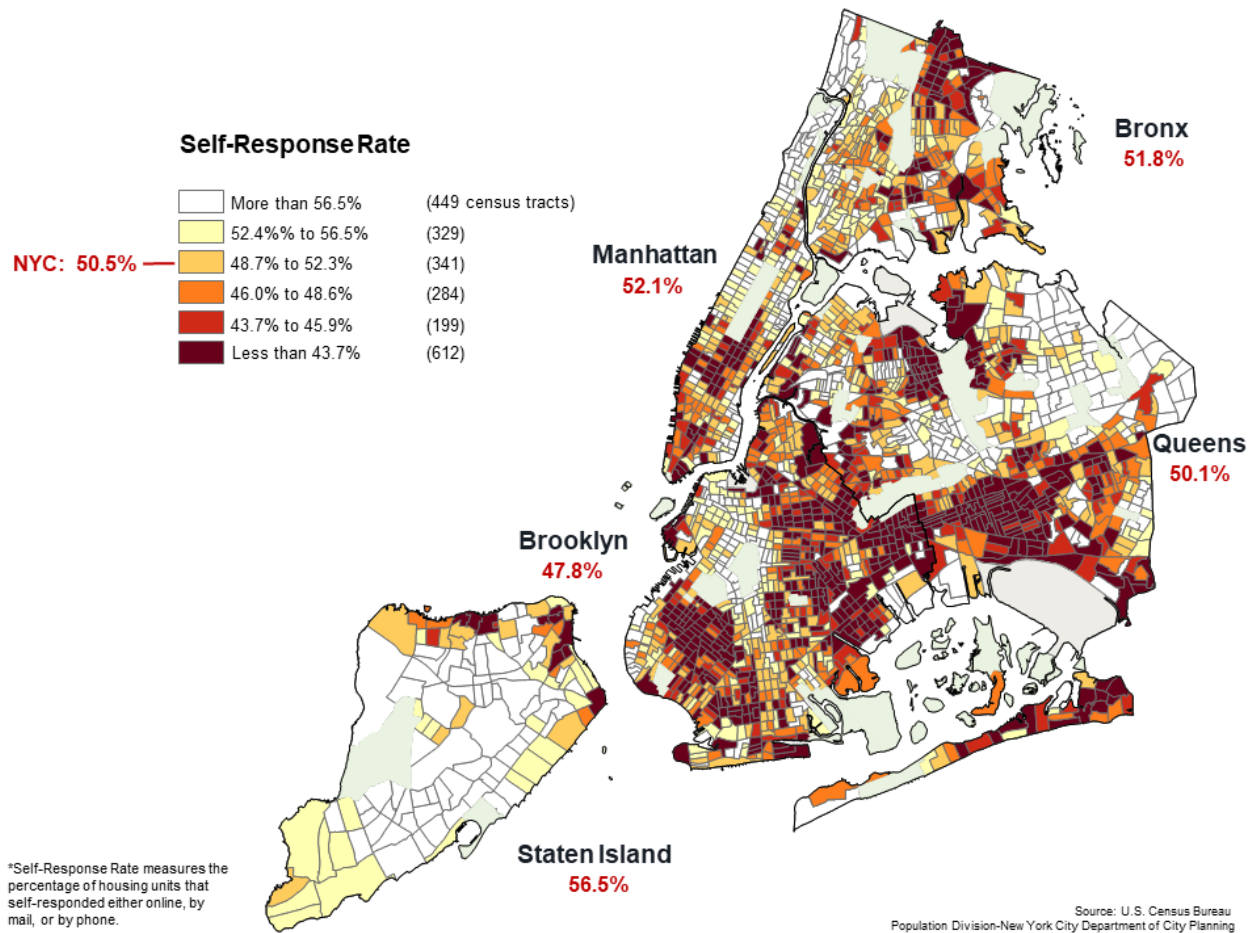 Self-Response Rate
More than 56.5% (449 census tracts)
52.4%% to 56.5% (329)
NYC: 50.5% 48.7% to 52.3% (341)
46.0% to 48.6% (284)
43.7% to 45.9% (199)
Less than 43.7% (612)
Bronx
51.8%
Manhattan
52.1%
Queens
50.1%
Brooklyn
47.8%
Staten Island
56.5%
*Self-Response Rate measures the
percentage of housing units that
self-responded either online, by
mail, or by phone.
Source: U.S. Census Bureau
Population Division-New York City Department of City Planning